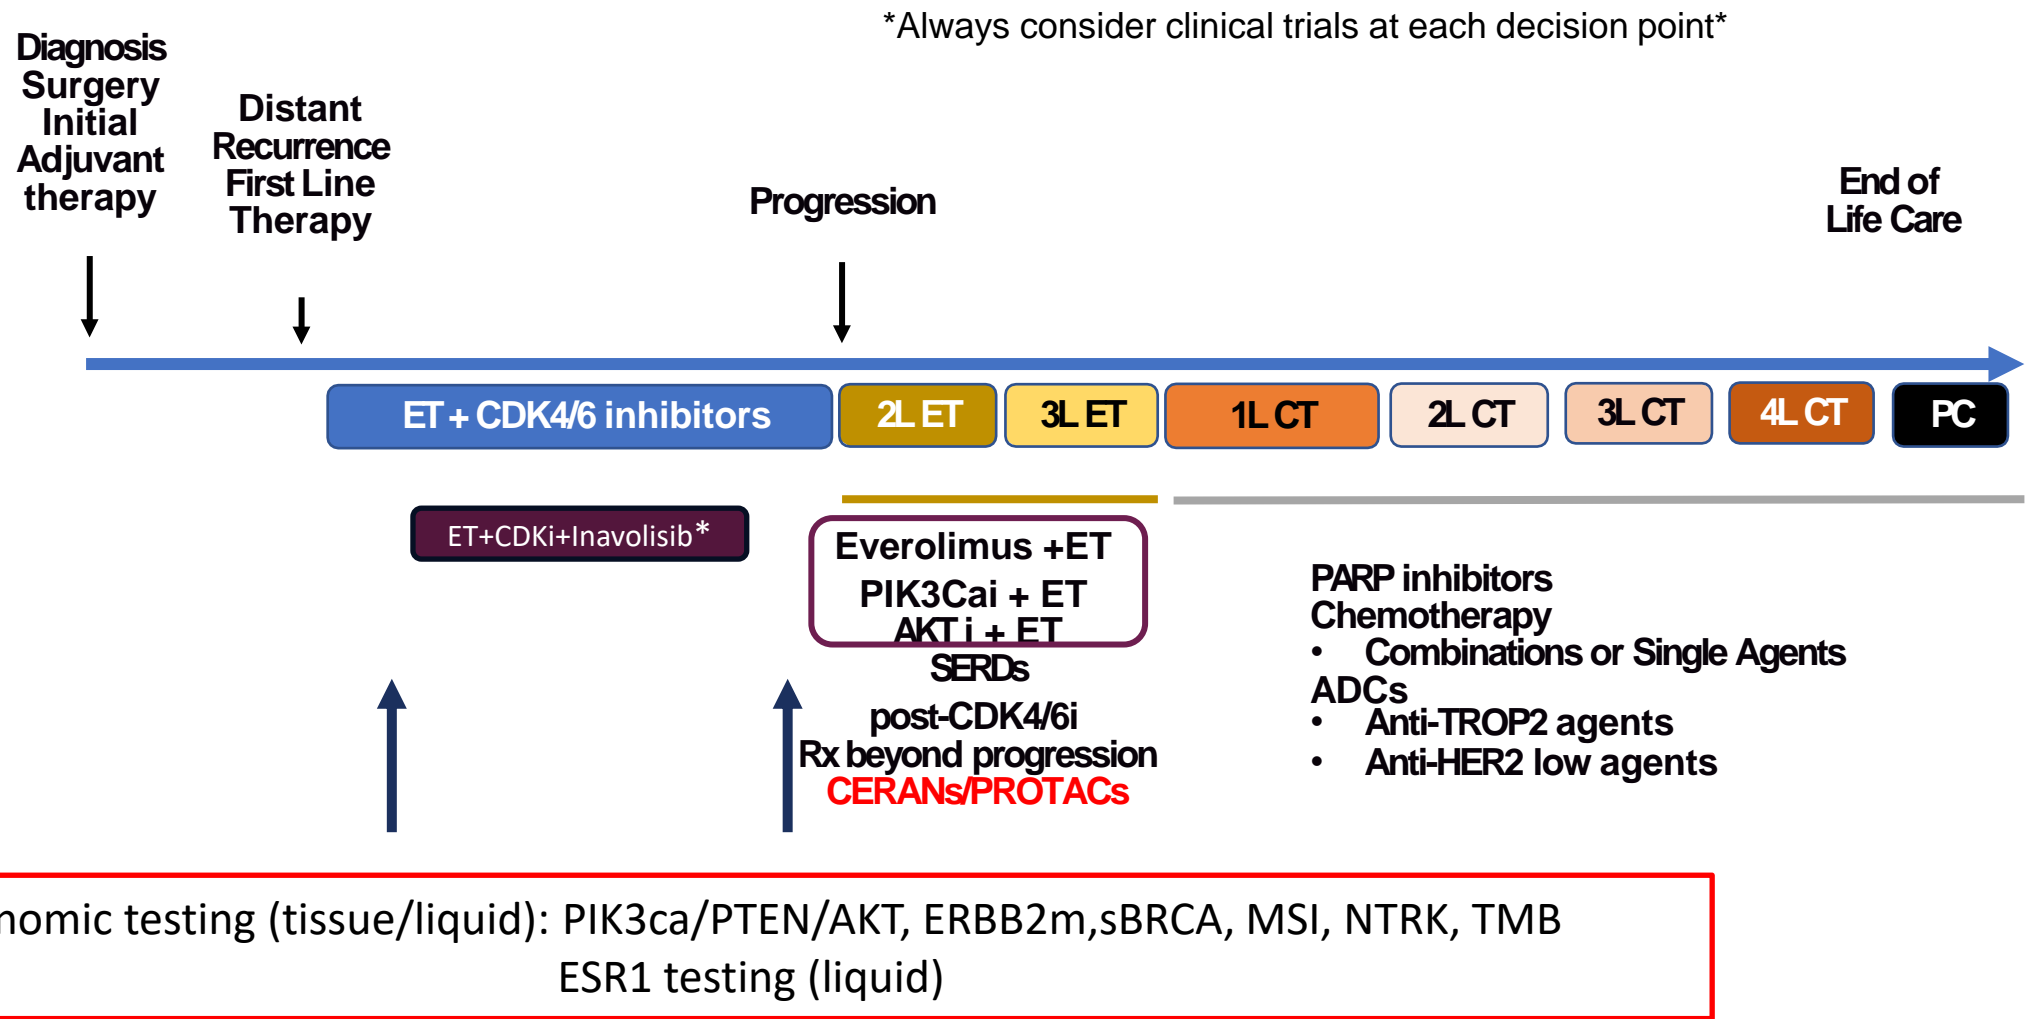 *Always consider clinical trials at each decision point*
Diagnosis
Surgery
Initial
Adjuvant
therapy
Distant
Recurrence
First Line
Therapy
Progression
End of
Life Care
ET + CDK4/6 inhibitors
2L ET
3L ET
1L CT
2L CT
3L CT
4L CT
PC
ET+CDKi+Inavolisib*
Everolimus +ET
PIK3Cai + ET
AKT i + ET
SERDs
post-CDK4/6i
Rx beyond progression
CERANs/PROTACs
PARP inhibitors
Chemotherapy
• Combinations or Single Agents
ADCs
• Anti-TROP2 agents
• Anti-HER2 low agents
nomic testing (tissue/liquid): PIK3ca/PTEN/AKT, ERBB2m,sBRCA, MSI, NTRK, TMB
ESR1 testing (liquid)